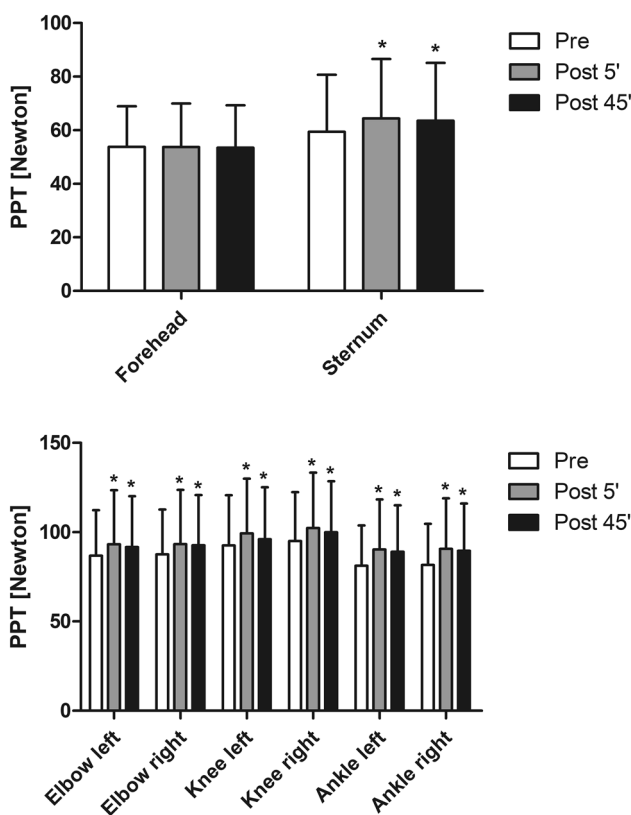 100
80
60
40
20
0
PPT [Newton]
* *
Forehead
Sternum
Pre
Post 5'
Post 45'
150
100
50
0
PPT [Newton]
* * * * * * * * * * * *
Elbow left
Elbow right
Knee left
Knee right
Ankle left
Ankle right
Pre
Post 5'
Post 45'